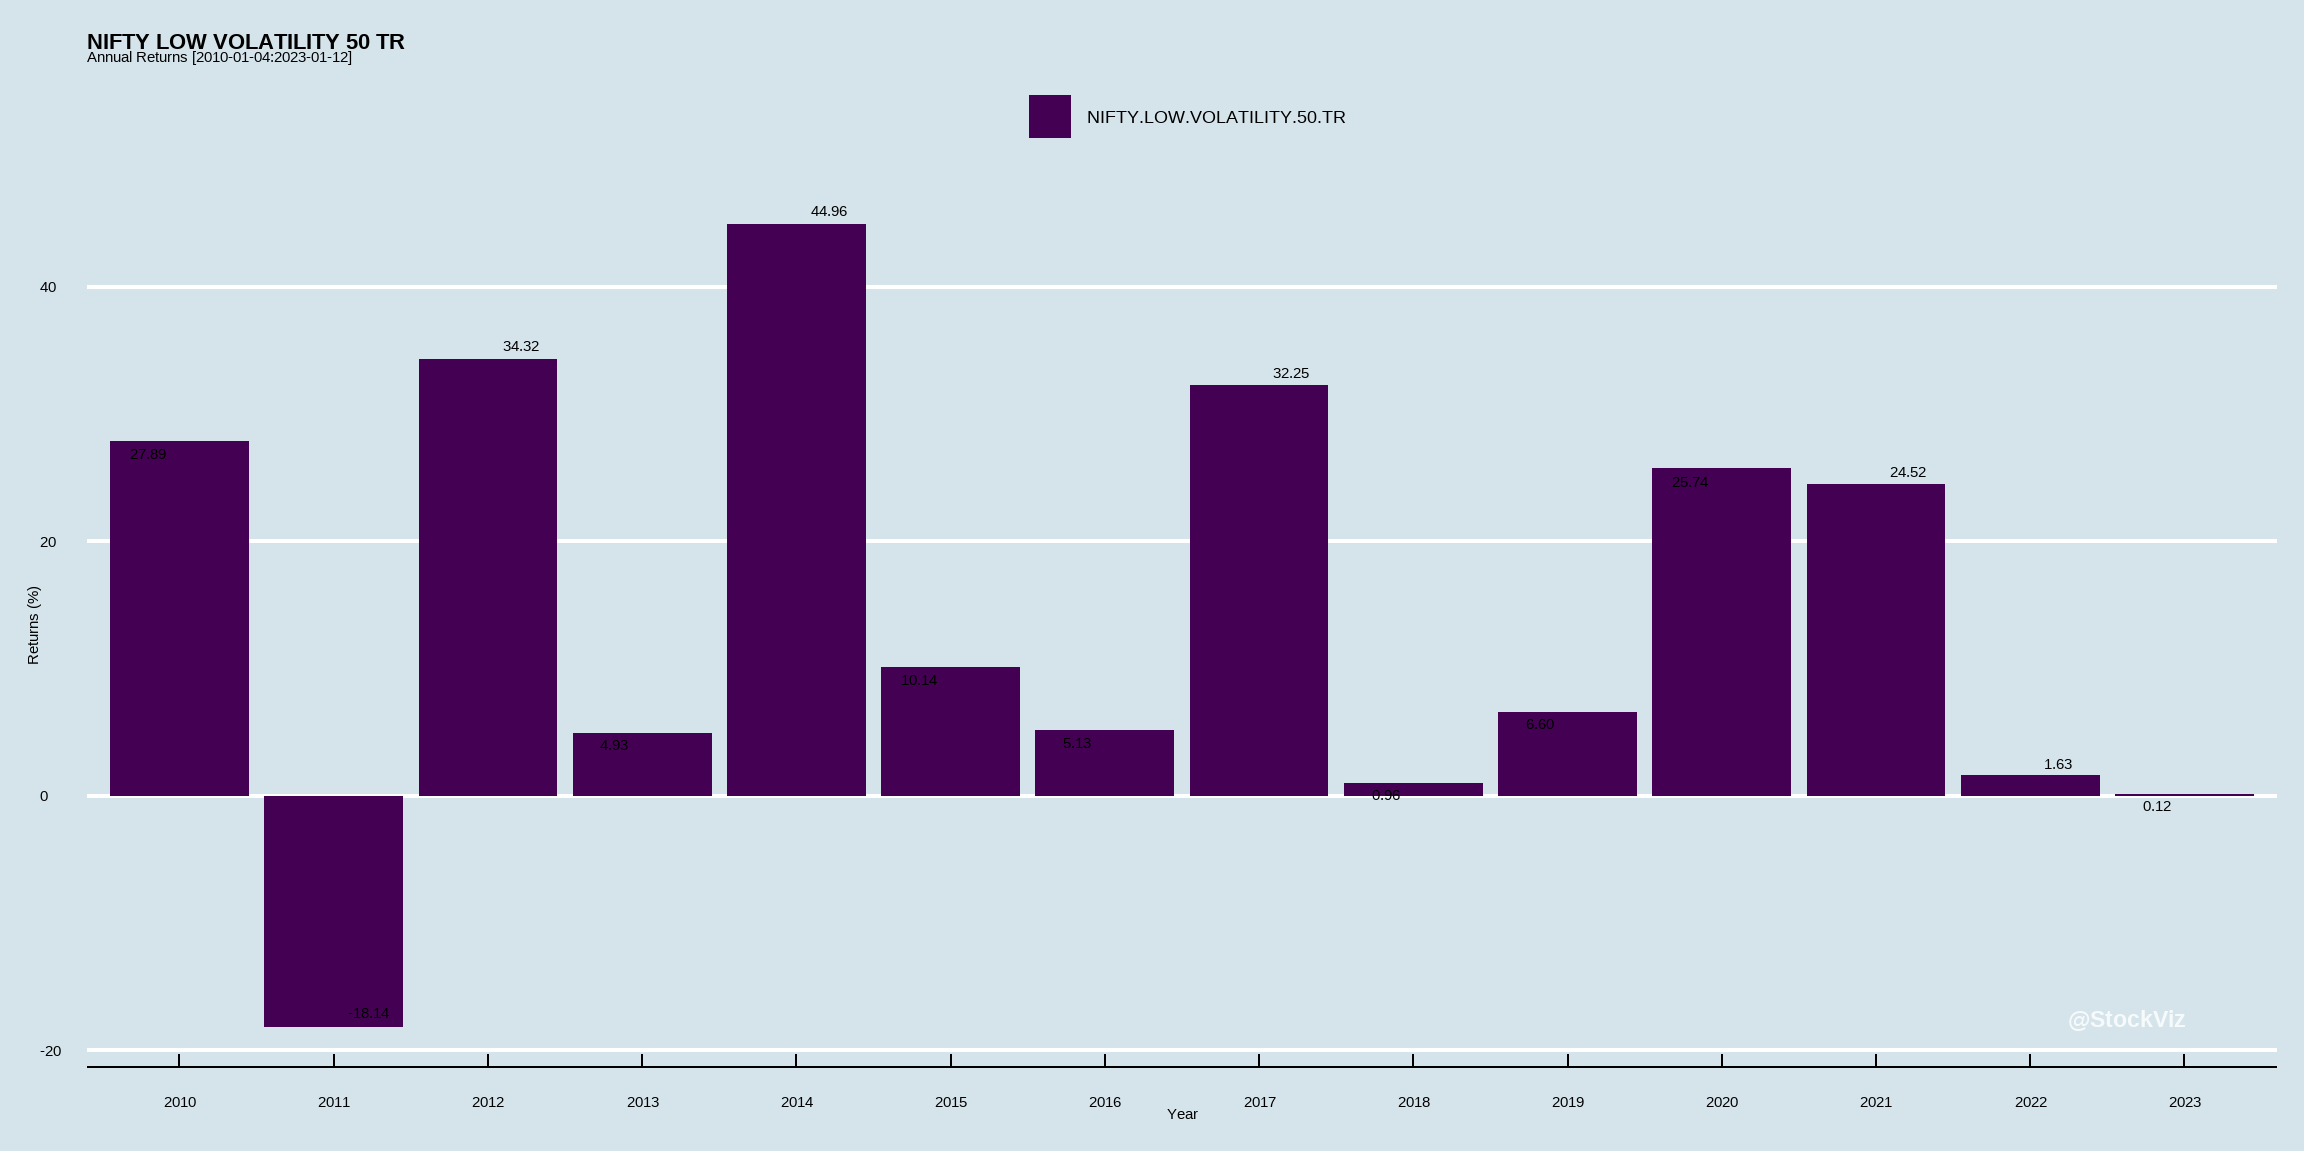 NIFTY LOW VOLATILITY 50 TR
Annual Returns [2010-01-04:2023-01-12]
NIFTY.LOW.VOLATILITY.50.TR
44.96
34.32
32.25
27.89
24.52
25.74
10.14
4.93
5.13
6.60
0.96
1.63
0.12
-18.14
40
20
0
-20
Returns (%)
@StockViz
2010 2011 2012 2013 2014 2015 2016 2017 2018 2019 2020 2021 2022 2023
Year